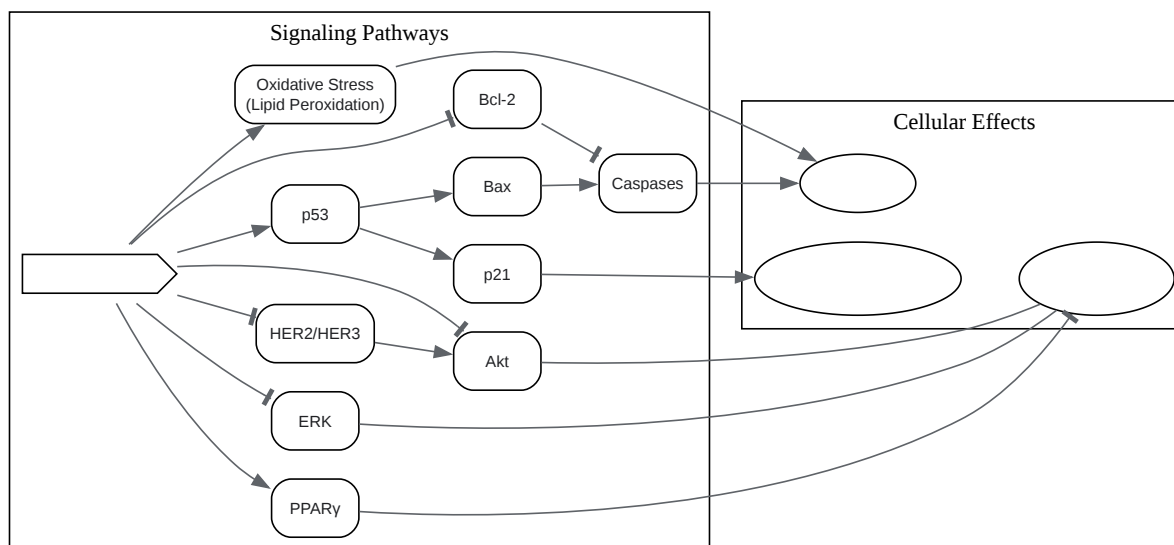 Signaling Pathways
Cellular Effects
Oxidative Stress
(Lipid Peroxidation)
Bcl-2
Bax
Caspases
p53
p21
HER2/HER3
Akt
ERK
PPARγ